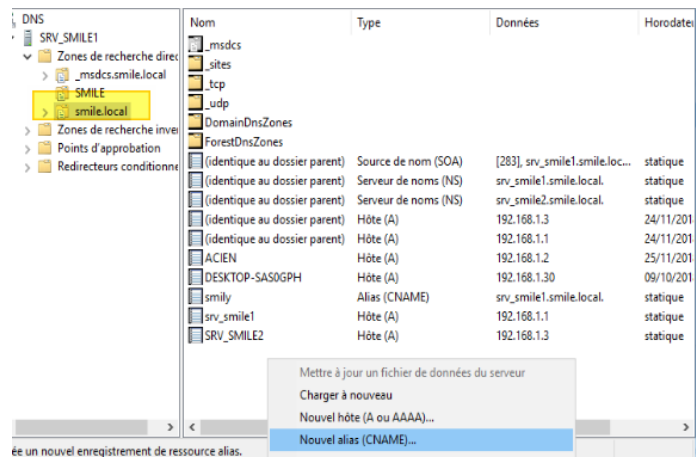 DNS
SRV_SMILE1
Zones de recherche direc
_msdcs.smile.local
SMILE
smile.local
Zones de recherche inver
Points d'approbation
Redirecteurs conditionne
Nom Type Données Horodate
_msdcs
_sites
_tcp
_udp
DomainDnsZones
ForestDnsZones
(identique au dossier parent) Source de nom (SOA) [283], srv_smile1.smile.loc... statique
(identique au dossier parent) Serveur de noms (NS) srv_smile1.smile.local. statique
(identique au dossier parent) Serveur de noms (NS) srv_smile2.smile.local. statique
(identique au dossier parent) Hôte (A) 192.168.1.3 24/11/201
(identique au dossier parent) Hôte (A) 192.168.1.1 24/11/201
ACIEN Hôte (A) 192.168.1.2 25/11/201
DESKTOP-SAS0GPH Hôte (A) 192.168.1.30 09/10/201
smily Alias (CNAME) srv_smile1.smile.local. statique
srv_smile1 Hôte (A) 192.168.1.1 statique
SRV_SMILE2 Hôte (A) 192.168.1.3 statique
Mettre à jour un fichier de données du serveur
Charger à nouveau
Nouvel hôte (A ou AAAA)...
Nouvel alias (CNAME)...
ée un nouvel enregistrement de ressource alias.